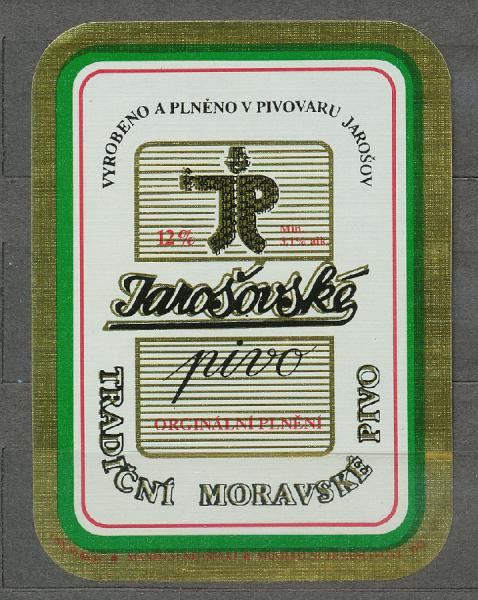 VYROBENO A PLNĚNO V PIVOVARU JAROŠOV
JP
12%
Min.
3,1% alk.
Jarošovské
pivo
ORGINÁLNÍ PLNĚNÍ
TRADIČNÍ MORAVSKÉ PIVO